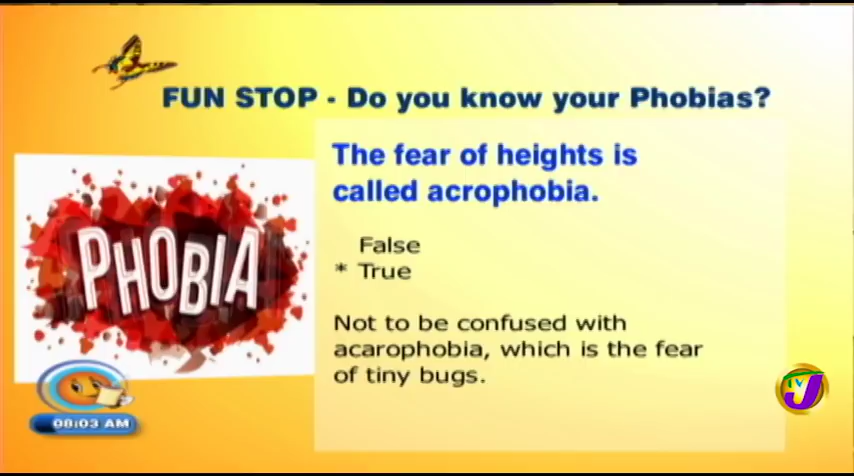 FUN STOP - Do you know your Phobias?
The fear of heights is
called acrophobia.
False
* True
Not to be confused with
acarophobia, which is the fear
of tiny bugs.
PHOBIA
08:03 AM
TVJ